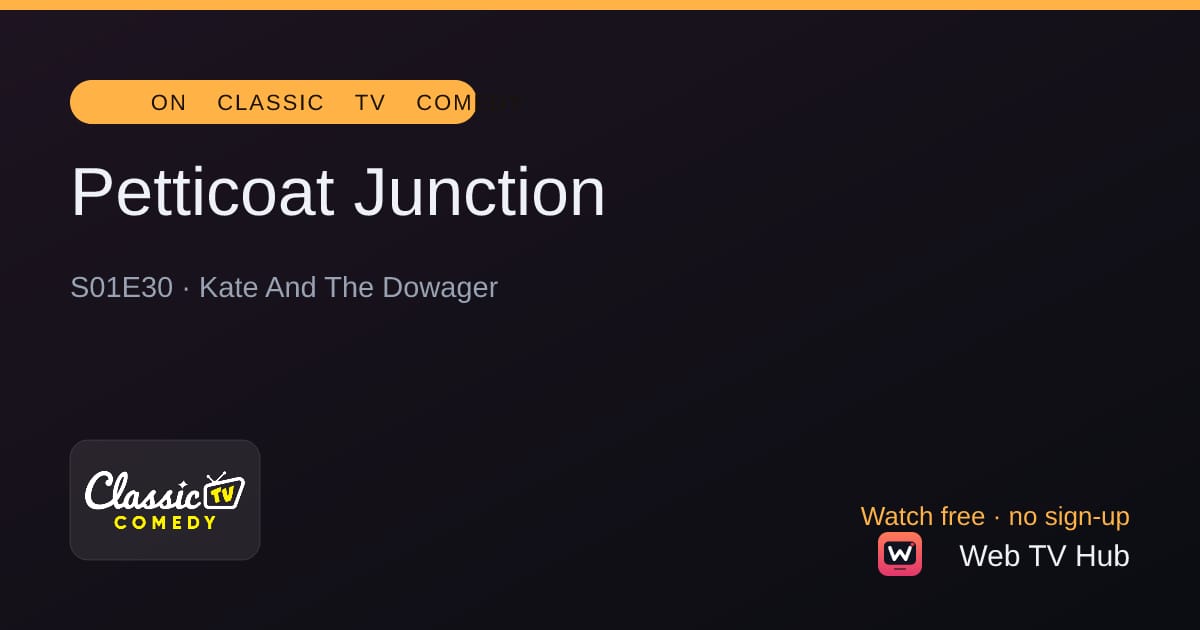 ON CLASSIC TV COM
Petticoat Junction
S01E30 · Kate And The Dowager
Classic TV
COMEDY
Watch free · no sign-up
W Web TV Hub